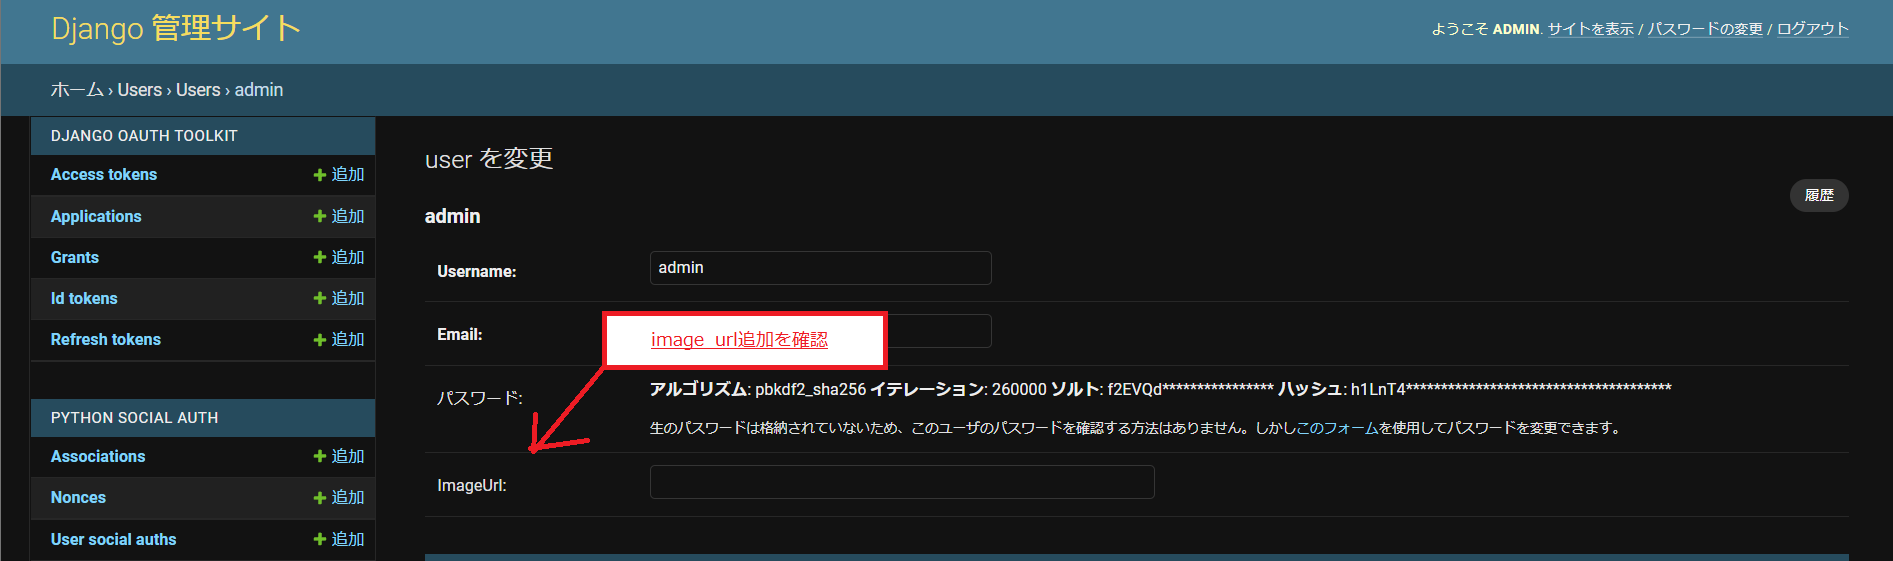 Django 管理サイト
ようこそ ADMIN. サイトを表示 / パスワードの変更 / ログアウト
ホーム › Users › Users › admin
DJANGO OAUTH TOOLKIT
Access tokens + 追加
Applications + 追加
Grants + 追加
Id tokens + 追加
Refresh tokens + 追加
PYTHON SOCIAL AUTH
Associations + 追加
Nonces + 追加
User social auths + 追加
user を変更
履歴
admin
Username: admin
Email:
image_url追加を確認
パスワード: アルゴリズム: pbkdf2_sha256 イテレーション: 260000 ソルト: f2EVQd**************** ハッシュ: h1LnT4**************************************
生のパスワードは格納されていないため、このユーザのパスワードを確認する方法はありません。しかしこのフォームを使用してパスワードを変更できます。
ImageUrl: